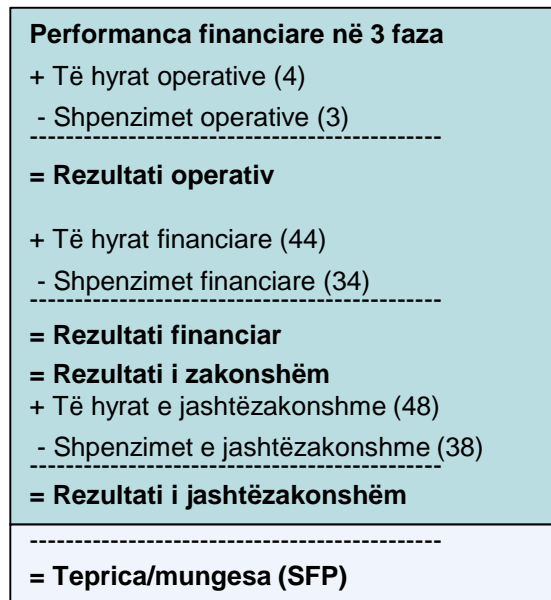 Performanca financiare në 3 faza
+ Të hyrat operative (4)
- Shpenzimet operative (3)
----------------------------------------------
= Rezultati operativ
+ Të hyrat financiare (44)
- Shpenzimet financiare (34)
----------------------------------------------
= Rezultati financiar
= Rezultati i zakonshëm
+ Të hyrat e jashtëzakonshme (48)
- Shpenzimet e jashtëzakonshme (38)
----------------------------------------------
= Rezultati i jashtëzakonshëm
----------------------------------------------
= Teprica/mungesa (SFP)